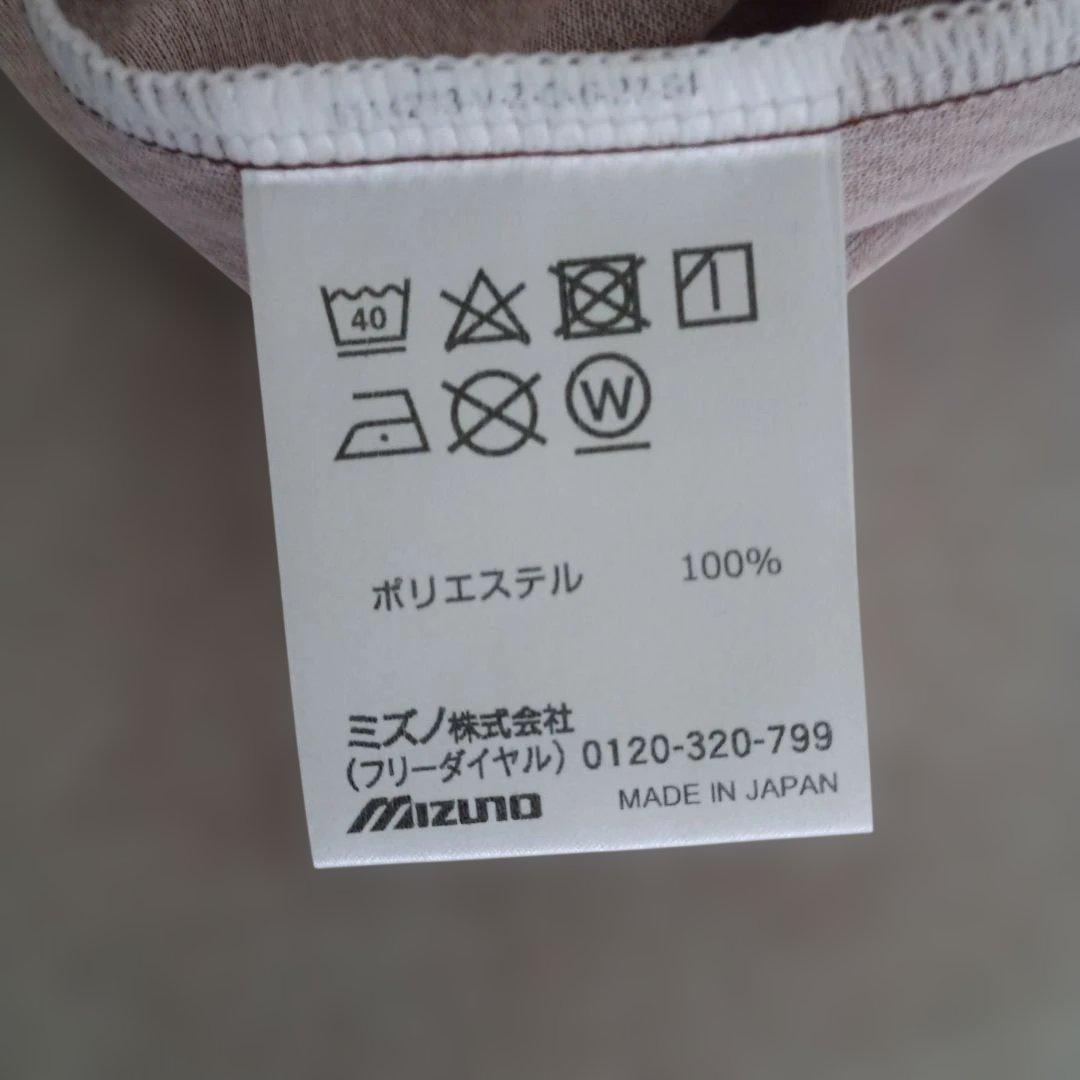 40
W
ポリエステル 100%
ミズノ株式会社
(フリーダイヤル) 0120-320-799
MIZUNO MADE IN JAPAN